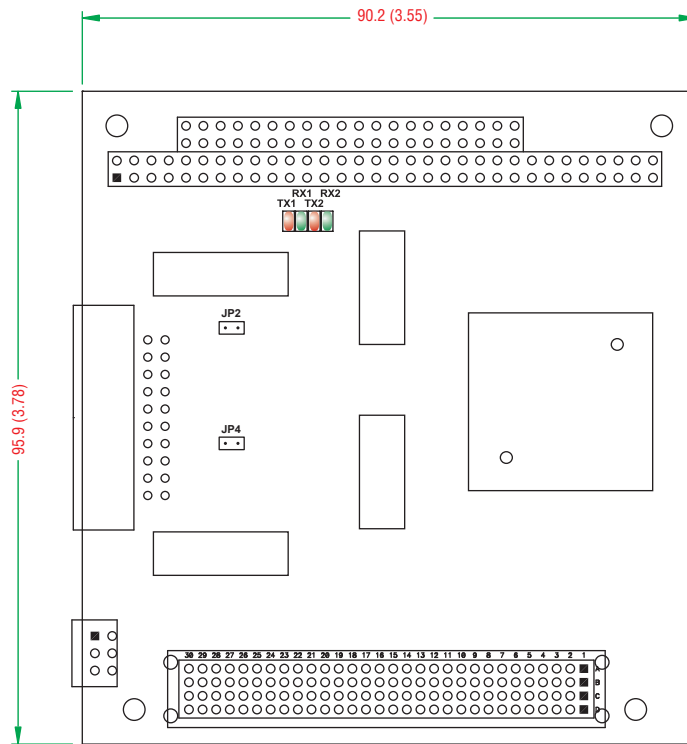 90.2 (3.55)
RX1 RX2
TX1 TX2
JP2
95.9 (3.78)
JP4
30 29 28 27 26 25 24 23 22 21 20 19 18 17 16 15 14 13 12 11 10 9 8 7 6 5 4 3 2 1
A
B
C
D